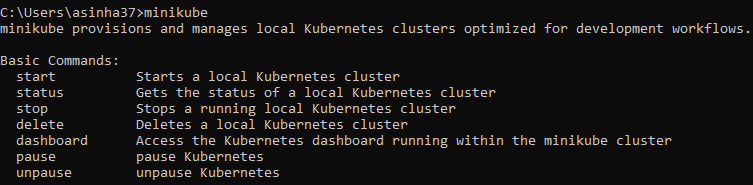 C:\Users\asinha37>minikube
minikube provisions and manages local Kubernetes clusters optimized for development workflows.
Basic Commands:
start Starts a local Kubernetes cluster
status Gets the status of a local Kubernetes cluster
stop Stops a running local Kubernetes cluster
delete Deletes a local Kubernetes cluster
dashboard Access the Kubernetes dashboard running within the minikube cluster
pause pause Kubernetes
unpause unpause Kubernetes